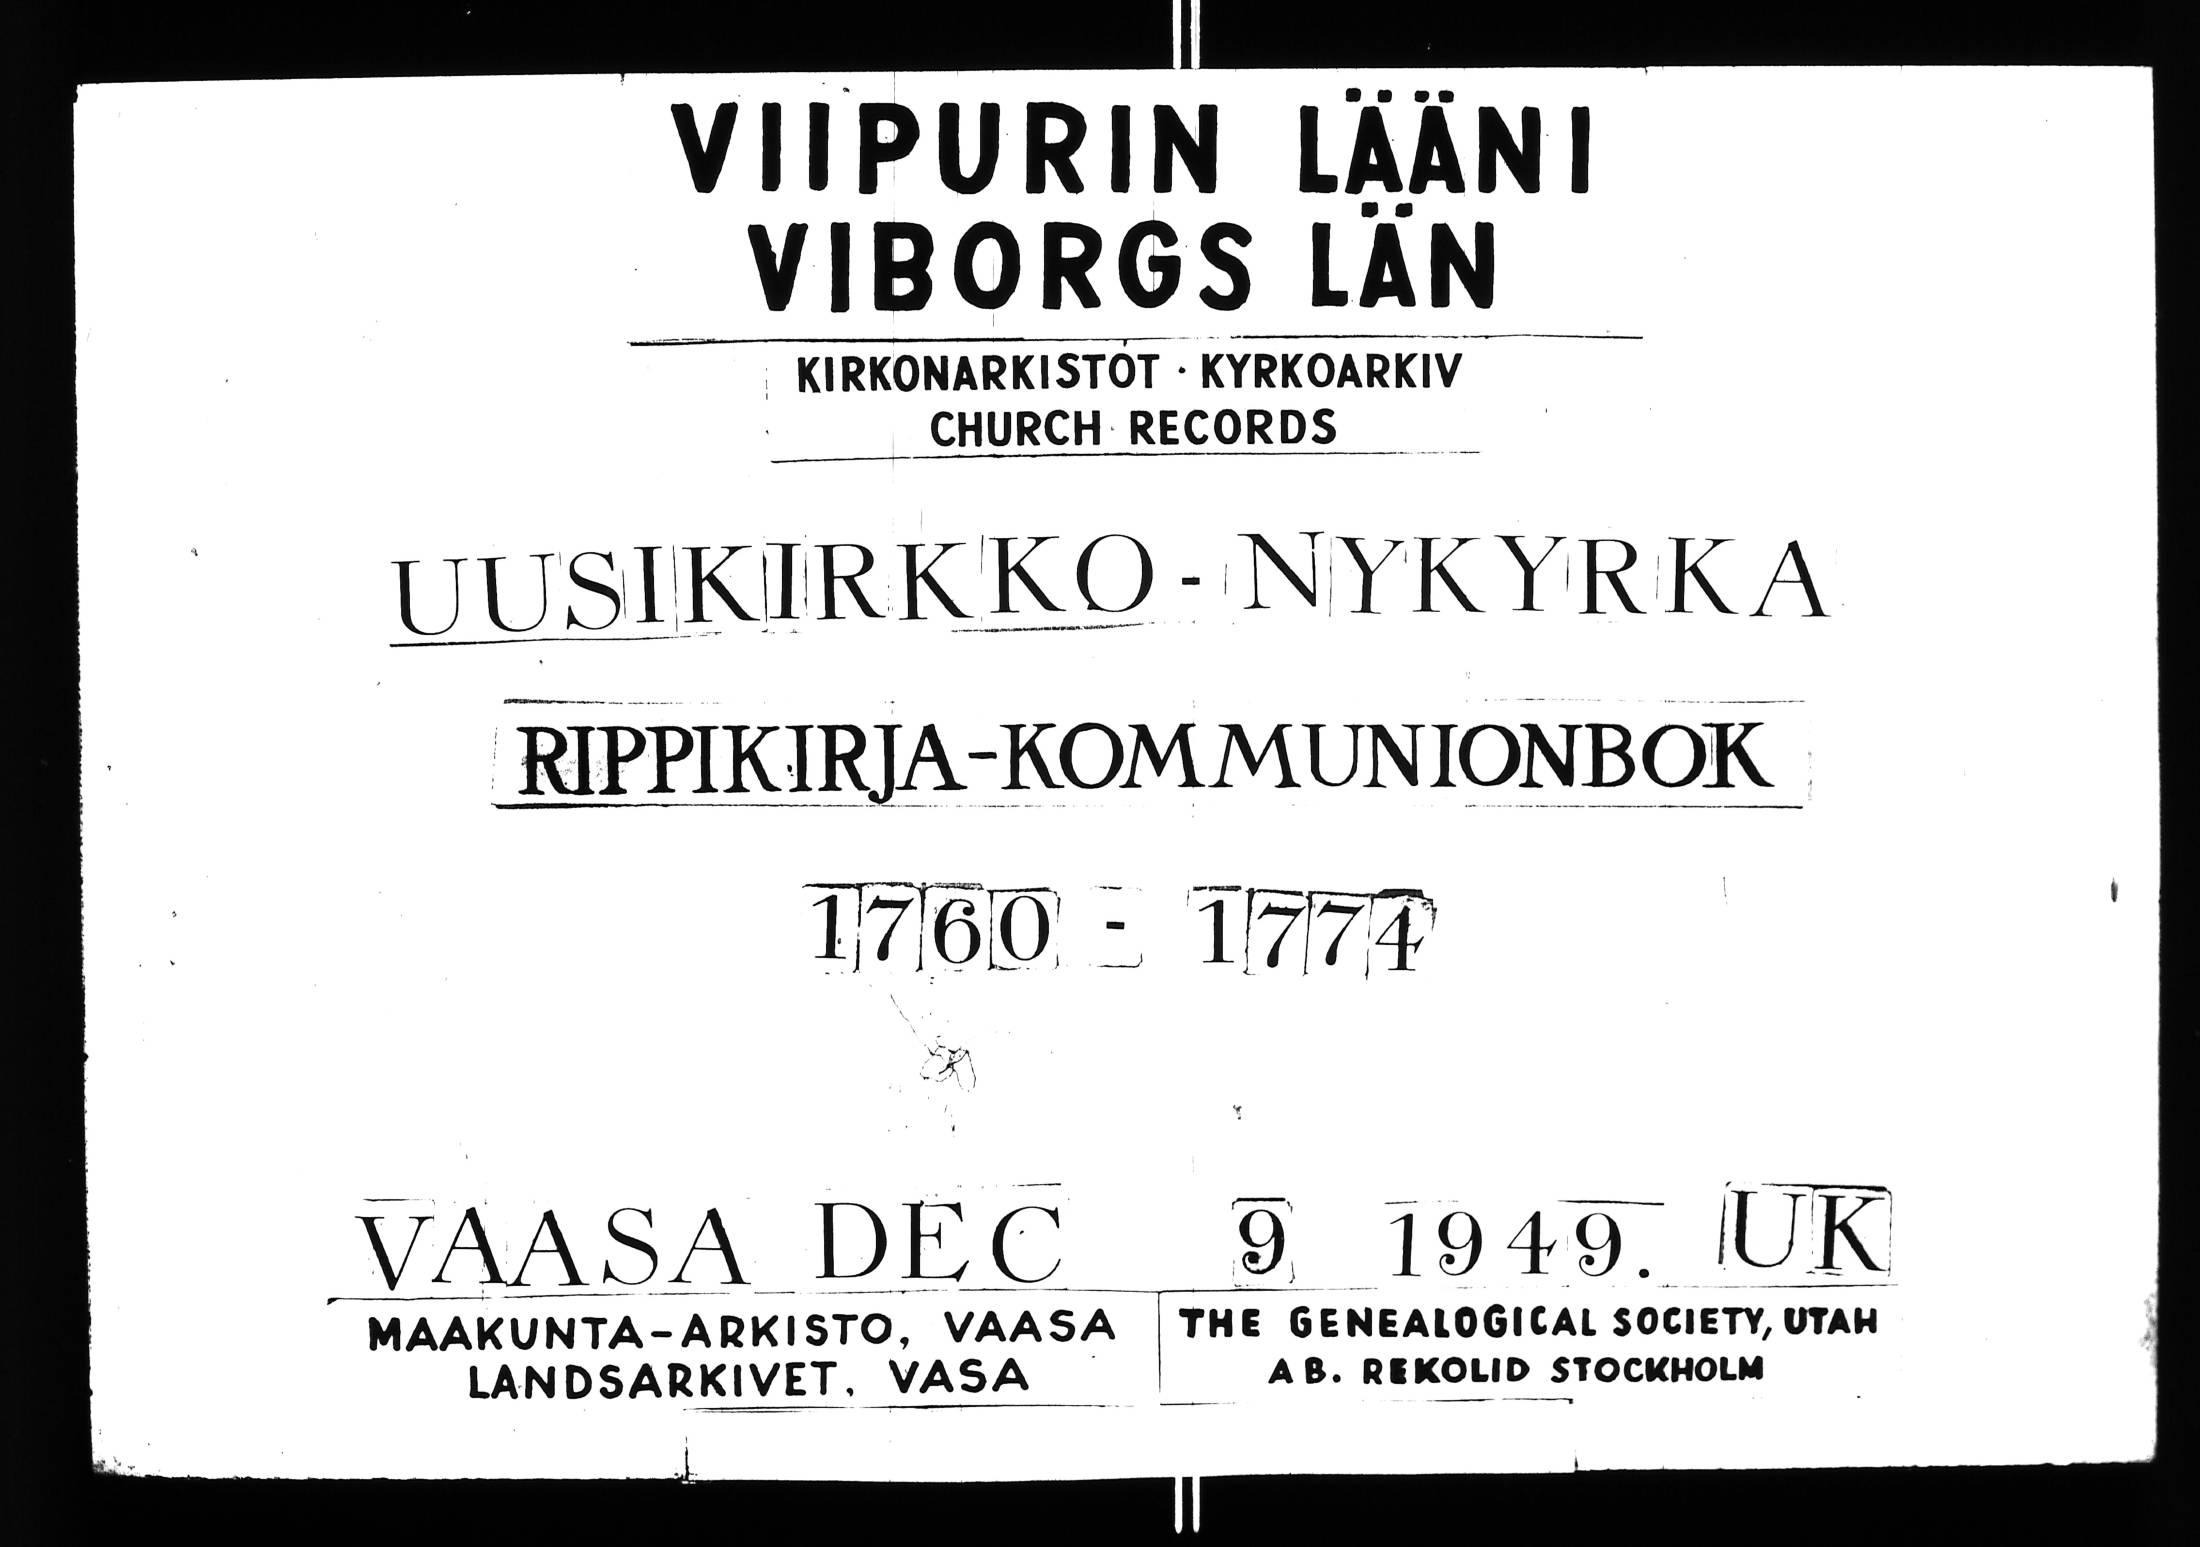 VIIPURIN LÄÄNI
VIBORGS LÄN
KIRKONARKISTOT · KYRKOARKIV
CHURCH RECORDS
UUSIKIRKKO - NYKYRKA
RIPPIKIRJA-KOMMUNIONBOK
1760 - 1774
VAASA DEC 9 1949. UK
MAAKUNTA-ARKISTO, VAASA
LANDSARKIVET, VASA
THE GENEALOGICAL SOCIETY, UTAH
AB. REKOLID STOCKHOLM